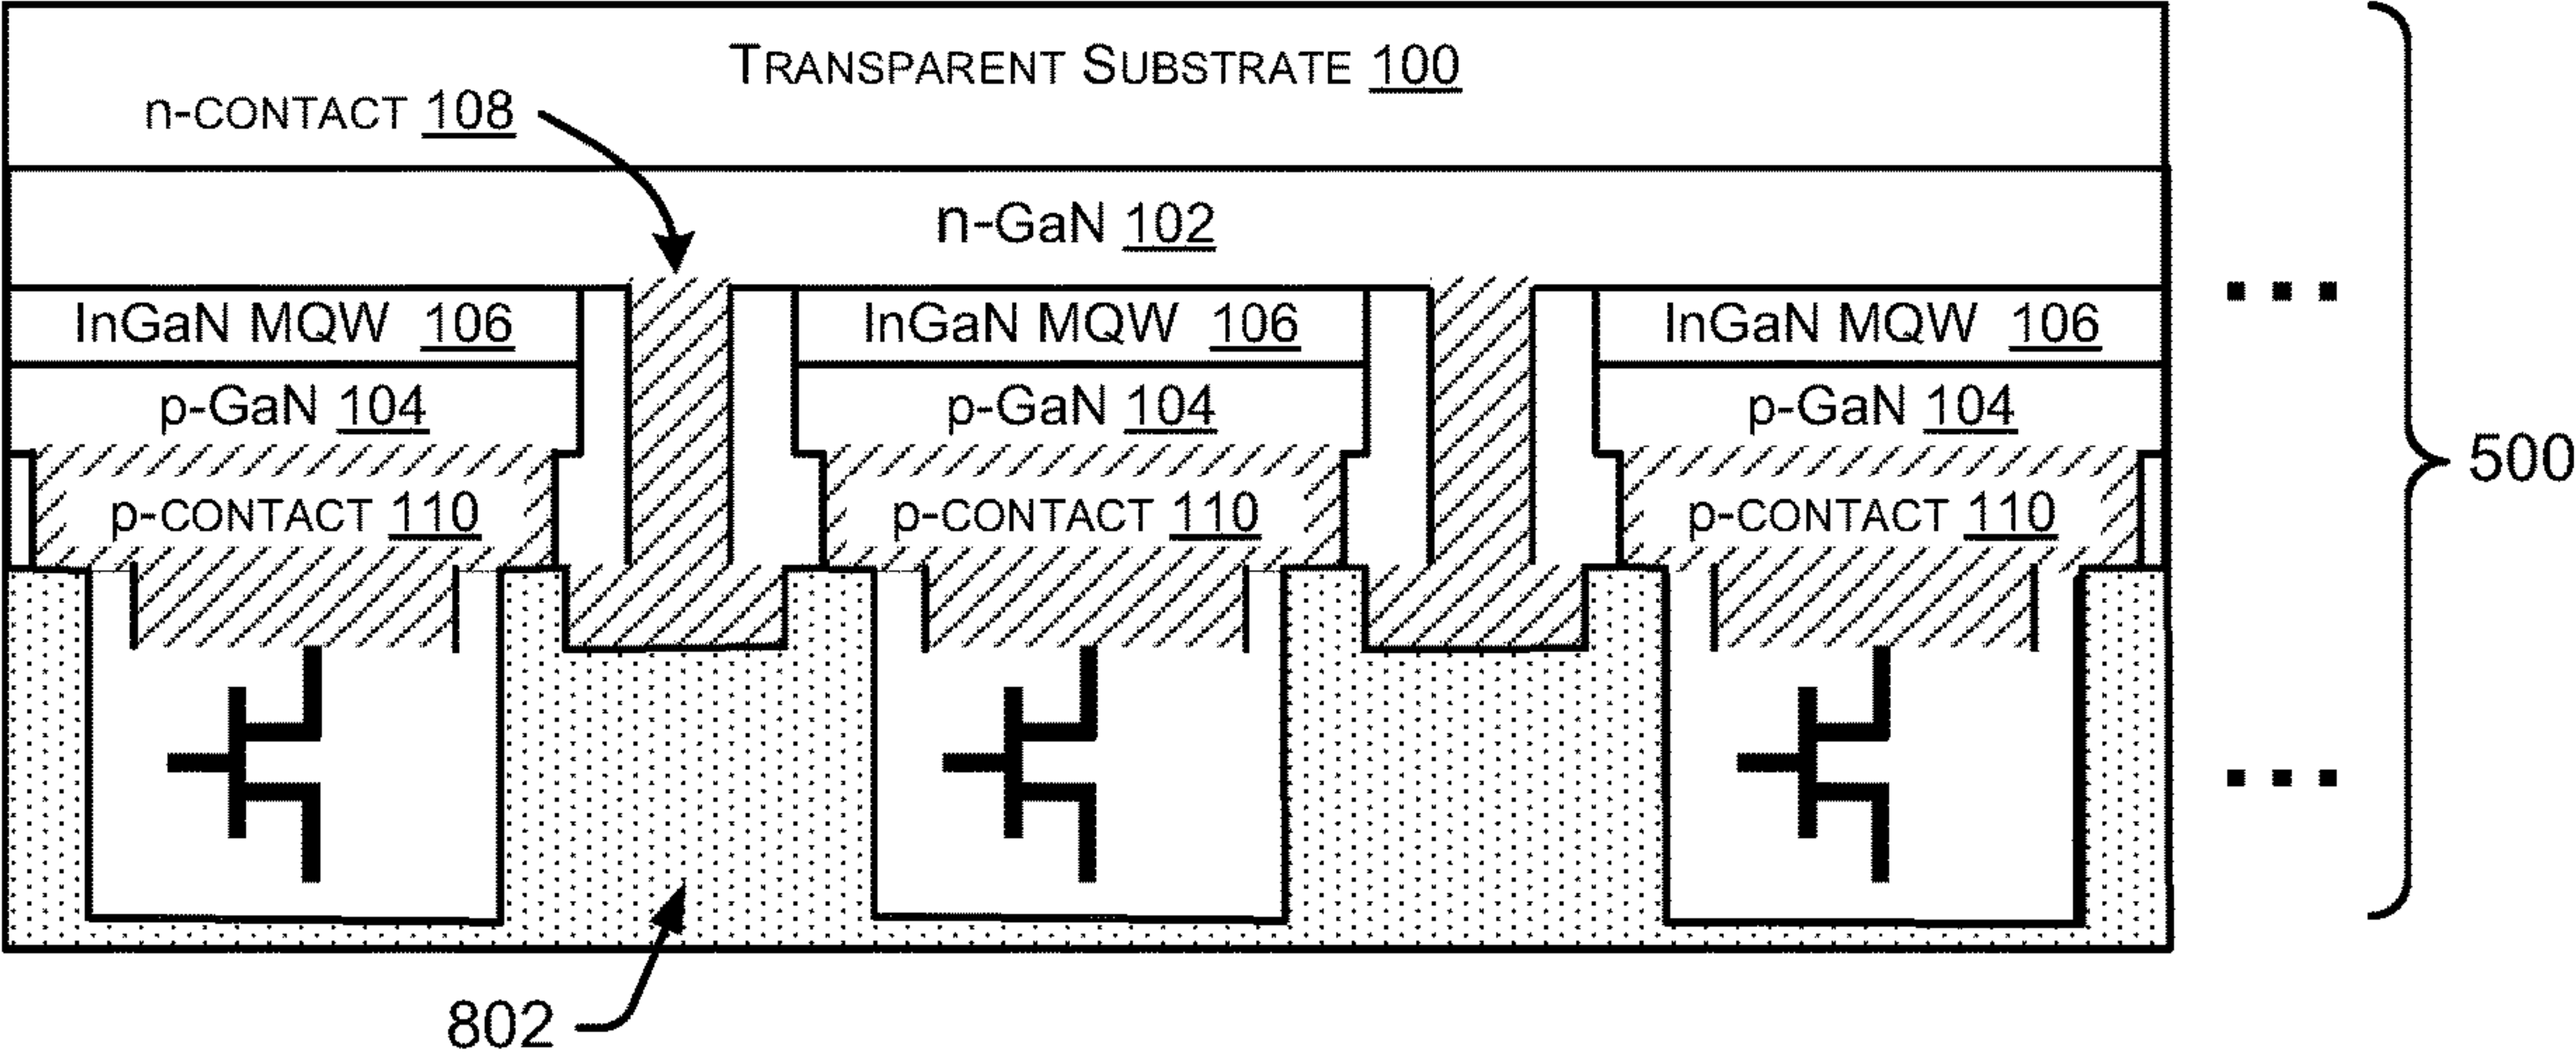 TRANSPARENT SUBSTRATE 100
n-CONTACT 108
n-GaN 102
InGaN MQW 106 InGaN MQW 106 InGaN MQW 106
p-GaN 104 p-GaN 104 p-GaN 104
500
p-CONTACT 110 p-CONTACT 110 p-CONTACT 110
802